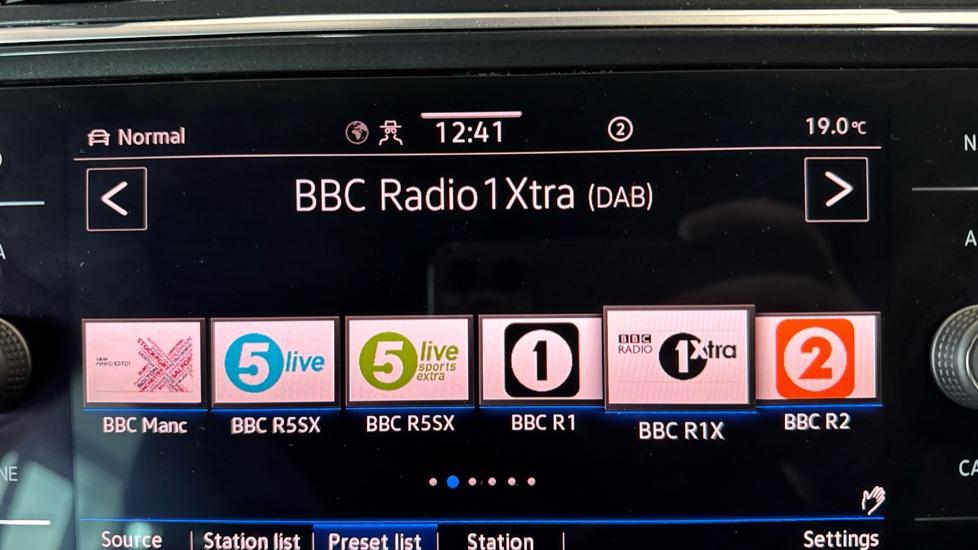 Normal 12:41 2 19.0°C
< BBC Radio 1Xtra (DAB) >
MANCHESTER
5 live
5 live sports extra
1
BBC RADIO 1Xtra
2
BBC Manc BBC R5SX BBC R5SX BBC R1 BBC R1X BBC R2
Source Station list Preset list Station Settings